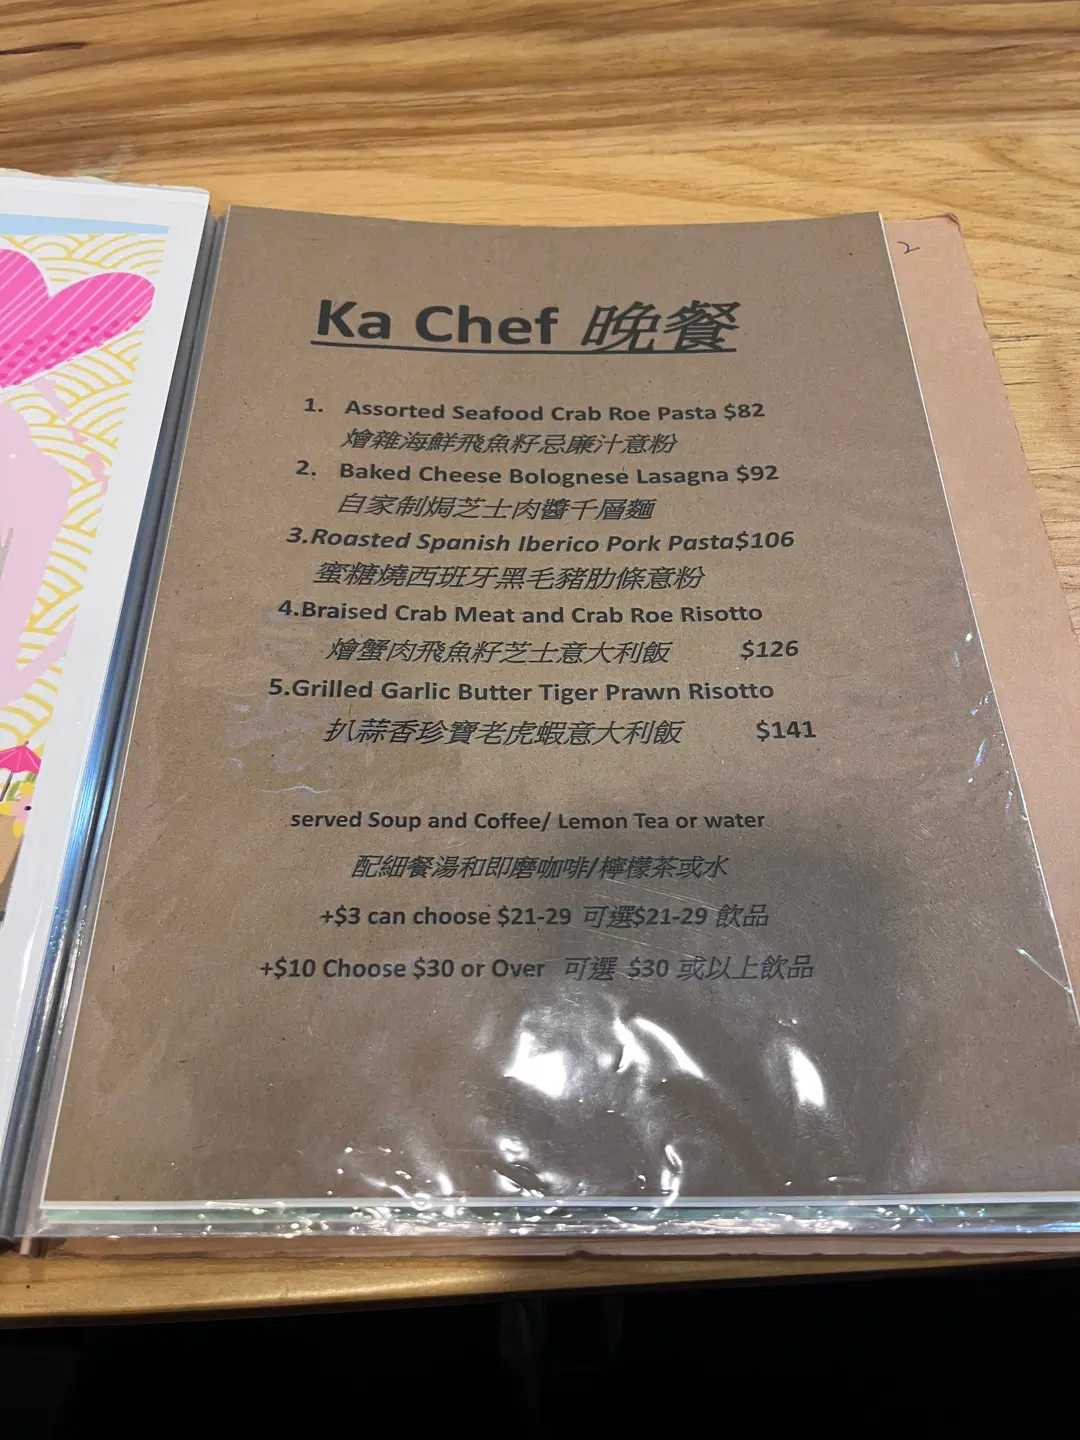 2
Ka Chef 晚餐
1. Assorted Seafood Crab Roe Pasta $82
燴雜海鮮飛魚籽忌廉汁意粉
2. Baked Cheese Bolognese Lasagna $92
自家制焗芝士肉醬千層麵
3.Roasted Spanish Iberico Pork Pasta$106
蜜糖燒西班牙黑毛豬肋條意粉
4.Braised Crab Meat and Crab Roe Risotto
燴蟹肉飛魚籽芝士意大利飯 $126
5.Grilled Garlic Butter Tiger Prawn Risotto
扒蒜香珍寶老虎蝦意大利飯 $141
served Soup and Coffee/ Lemon Tea or water
配細餐湯和即磨咖啡/檸檬茶或水
+$3 can choose $21-29 可選$21-29 飲品
+$10 Choose $30 or Over 可選 $30 或以上飲品